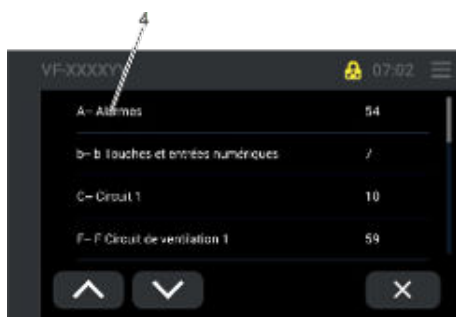 4
VF-XXXXYY
07:02
A– Alarmes 54
b– b Touches et entrées numériques 7
C– Circuit 1 10
F– F Circuit de ventilation 1 59